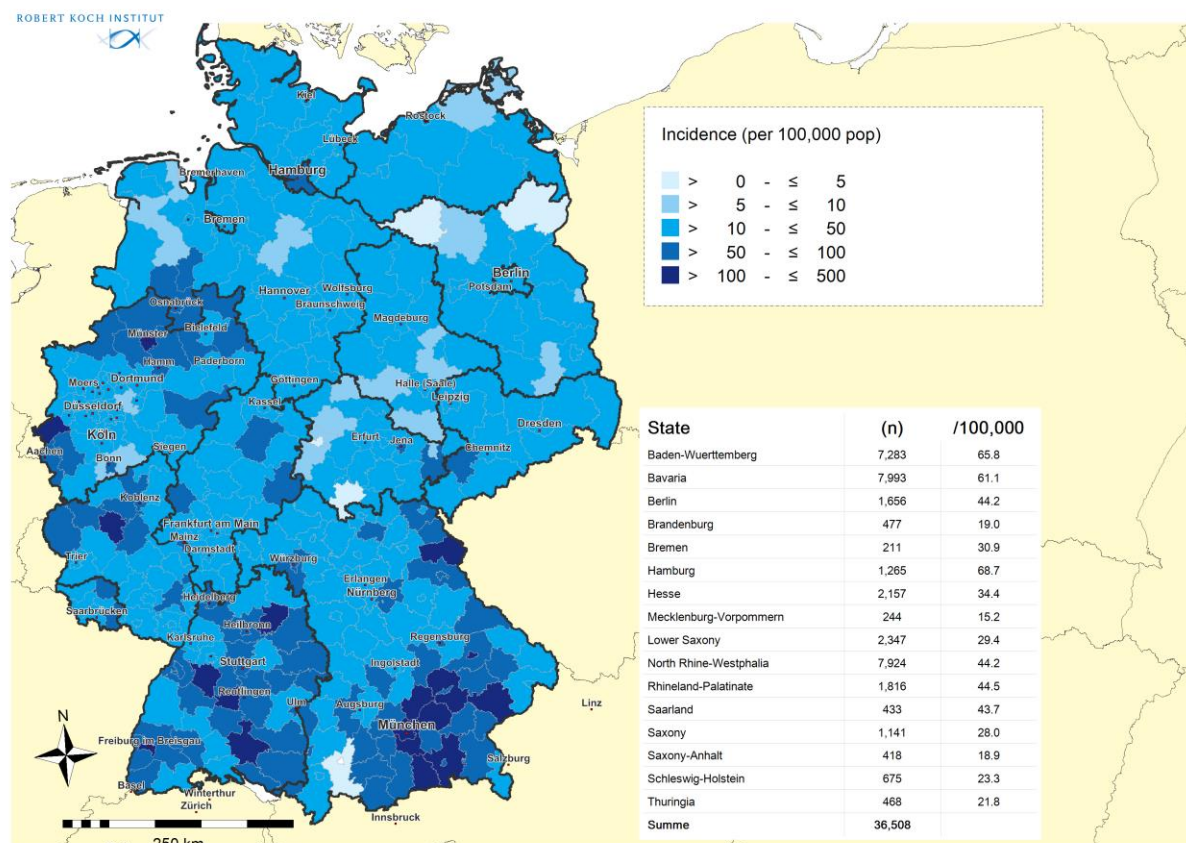 ROBERT KOCH INSTITUT
Incidence (per 100,000 pop)
> 0 - ≤ 5
> 5 - ≤ 10
> 10 - ≤ 50
> 50 - ≤ 100
> 100 - ≤ 500
Kiel
Rostock
Lübeck
Bremerhaven
Hamburg
Bremen
Berlin
Potsdam
Hannover
Wolfsburg
Braunschweig
Osnabrück
Magdeburg
Münster
Bielefeld
Hamm
Paderborn
Moers
Dortmund
Göttingen
Halle (Saale)
Leipzig
Düsseldorf
Kassel
Dresden
Köln
Erfurt
Jena
Chemnitz
Aachen
Siegen
Bonn
Koblenz
Frankfurt am Main
Mainz
Darmstadt
Trier
Würzburg
Erlangen
Nürnberg
Heidelberg
Saarbrücken
Heilbronn
Karlsruhe
Regensburg
Stuttgart
Ingolstadt
Reutlingen
Ulm
Augsburg
München
Linz
Freiburg im Breisgau
Salzburg
Basel
Winterthur
Zürich
Innsbruck
N
250 km
State (n) /100,000
Baden-Wuerttemberg 7,283 65.8
Bavaria 7,993 61.1
Berlin 1,656 44.2
Brandenburg 477 19.0
Bremen 211 30.9
Hamburg 1,265 68.7
Hesse 2,157 34.4
Mecklenburg-Vorpommern 244 15.2
Lower Saxony 2,347 29.4
North Rhine-Westphalia 7,924 44.2
Rhineland-Palatinate 1,816 44.5
Saarland 433 43.7
Saxony 1,141 28.0
Saxony-Anhalt 418 18.9
Schleswig-Holstein 675 23.3
Thuringia 468 21.8
Summe 36,508